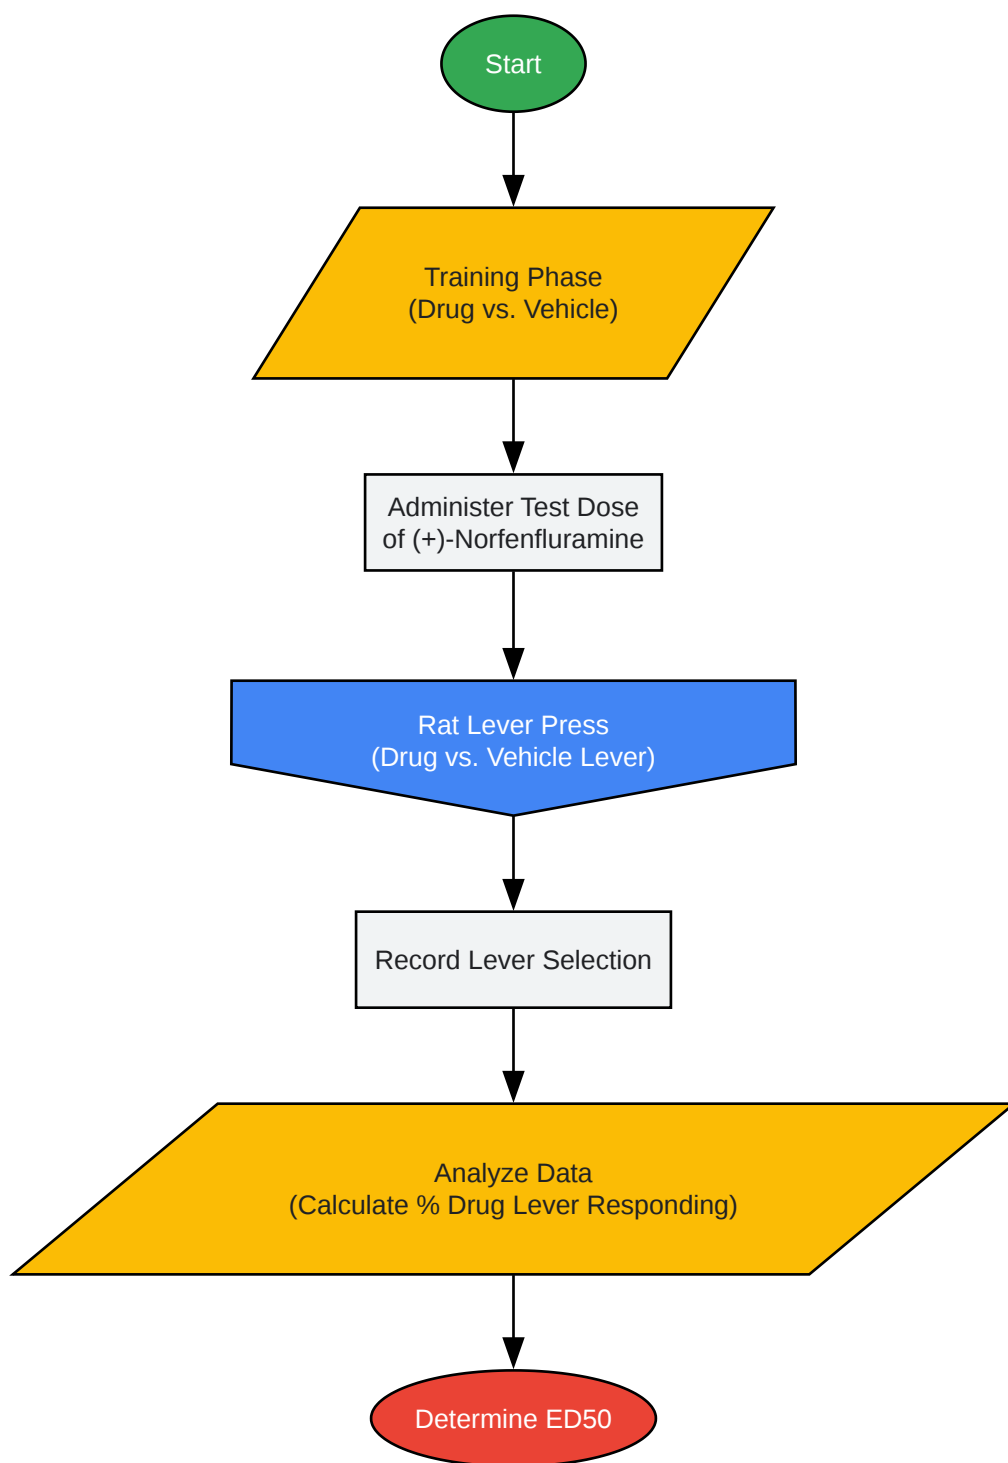 Start
Training Phase
(Drug vs. Vehicle)
Administer Test Dose
of (+)-Norfenfluramine
Rat Lever Press
(Drug vs. Vehicle Lever)
Record Lever Selection
Analyze Data
(Calculate % Drug Lever Responding)
Determine ED50